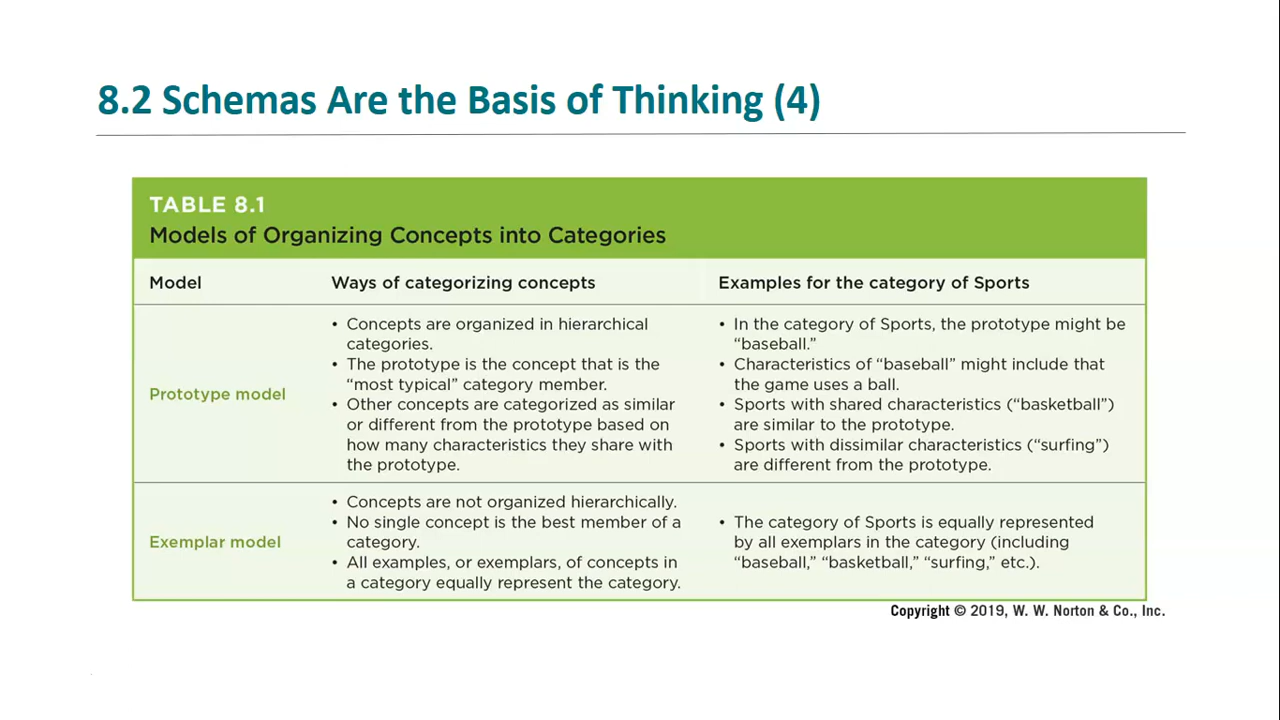 8.2 Schemas Are the Basis of Thinking (4)
TABLE 8.1
Models of Organizing Concepts into Categories
Model
Ways of categorizing concepts
Examples for the category of Sports
Prototype model
• Concepts are organized in hierarchical
categories.
• The prototype is the concept that is the
“most typical” category member.
• Other concepts are categorized as similar
or different from the prototype based on
how many characteristics they share with
the prototype.
• In the category of Sports, the prototype might be
“baseball.”
• Characteristics of “baseball” might include that
the game uses a ball.
• Sports with shared characteristics (“basketball”)
are similar to the prototype.
• Sports with dissimilar characteristics (“surfing”)
are different from the prototype.
Exemplar model
• Concepts are not organized hierarchically.
• No single concept is the best member of a
category.
• All examples, or exemplars, of concepts in
a category equally represent the category.
• The category of Sports is equally represented
by all exemplars in the category (including
“baseball,” “basketball,” “surfing,” etc.).
Copyright © 2019, W. W. Norton & Co., Inc.